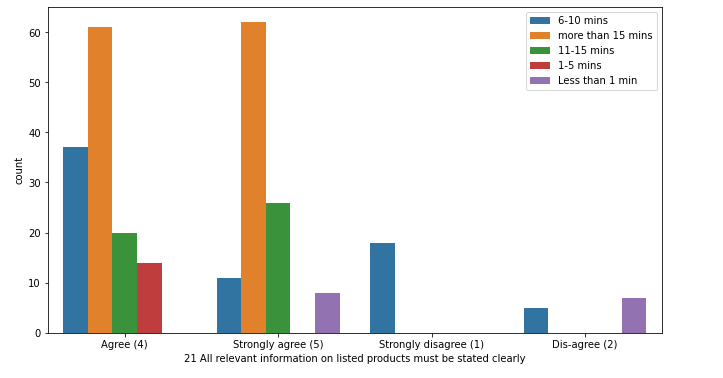 6-10 mins
more than 15 mins
11-15 mins
1-5 mins
Less than 1 min
60
50
40
30
20
10
0
count
Agree (4) Strongly agree (5) Strongly disagree (1) Dis-agree (2)
21 All relevant information on listed products must be stated clearly